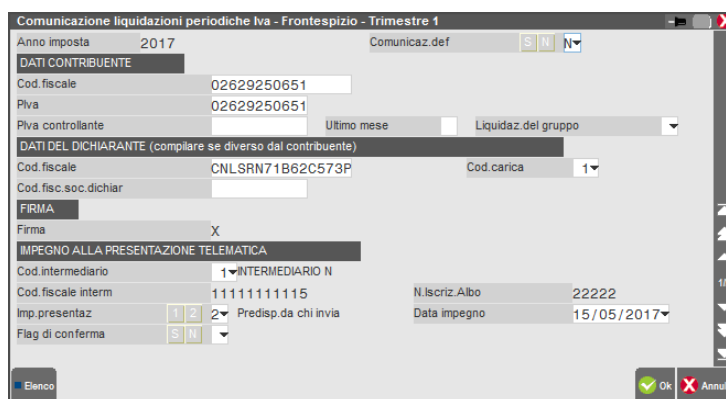 Comunicazione liquidazioni periodiche Iva - Frontespizio - Trimestre 1
Anno imposta 2017 Comunicaz.def S N N
DATI CONTRIBUENTE
Cod.fiscale 02629250651
PIva 02629250651
PIva controllante Ultimo mese Liquidaz.del gruppo
DATI DEL DICHIARANTE (compilare se diverso dal contribuente)
Cod.fiscale CNLSRN71B62C573P Cod.carica 1
Cod.fisc.soc.dichiar
FIRMA
Firma X
IMPEGNO ALLA PRESENTAZIONE TELEMATICA
Cod.intermediario 1 INTERMEDIARIO N
Cod.fiscale interm 11111111115 N.Iscriz.Albo 22222
Imp.presentaz 1 2 2 Predisp.da chi invia Data impegno 15/05/2017
Flag di conferma S N
Elenco Ok Annul